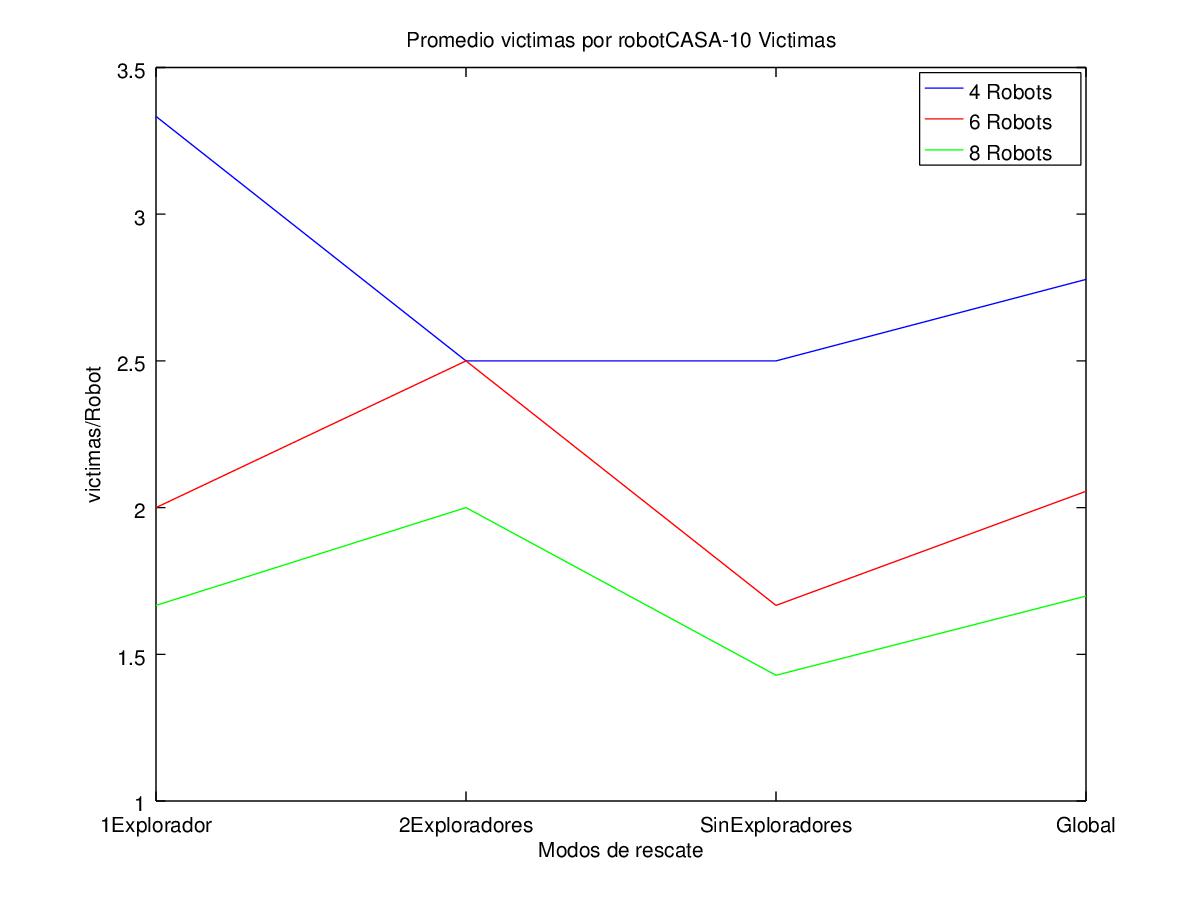 Promedio victimas por robotCASA-10 Victimas
4 Robots
6 Robots
8 Robots
3.5
3
2.5
2
1.5
1
victimas/Robot
1Explorador
2Exploradores
SinExploradores
Global
Modos de rescate